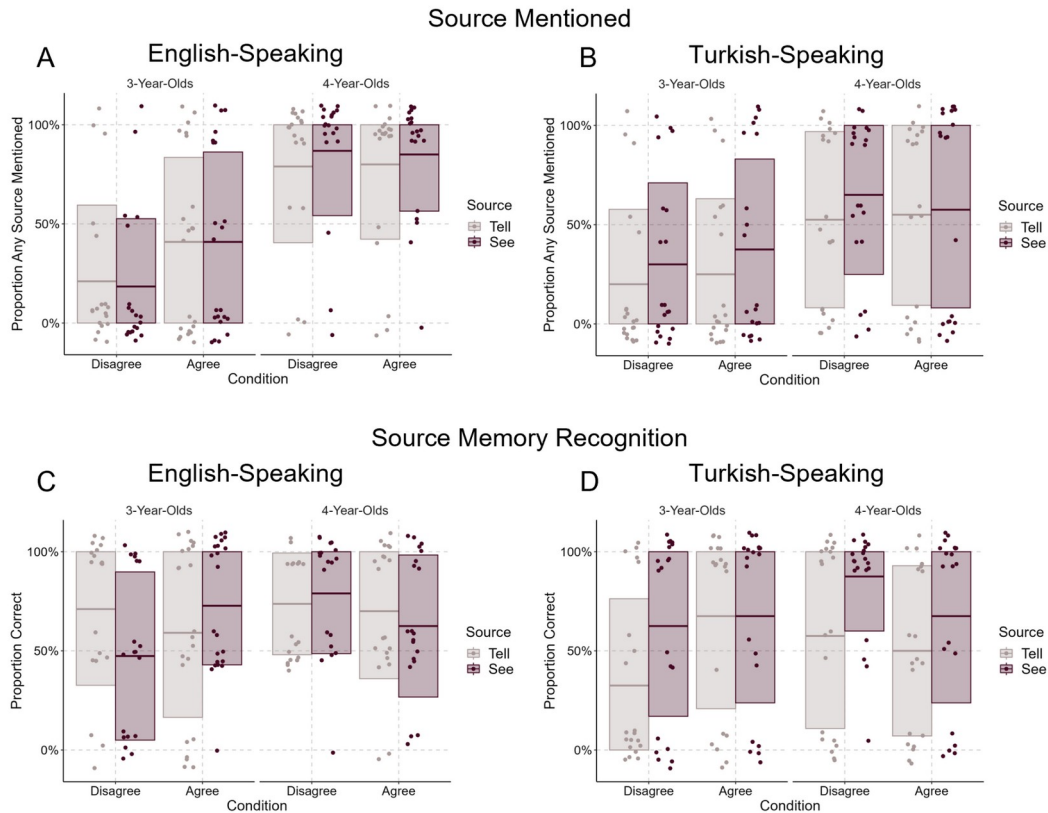 Source Mentioned
A
English-Speaking
3-Year-Olds
4-Year-Olds
Proportion Any Source Mentioned
100%
50%
0%
Disagree
Agree
Disagree
Agree
Condition
Source
Tell
See
B
Turkish-Speaking
3-Year-Olds
4-Year-Olds
Proportion Any Source Mentioned
100%
50%
0%
Disagree
Agree
Disagree
Agree
Condition
Source
Tell
See
Source Memory Recognition
C
English-Speaking
3-Year-Olds
4-Year-Olds
Proportion Correct
100%
50%
0%
Disagree
Agree
Disagree
Agree
Condition
Source
Tell
See
D
Turkish-Speaking
3-Year-Olds
4-Year-Olds
Proportion Correct
100%
50%
0%
Disagree
Agree
Disagree
Agree
Condition
Source
Tell
See